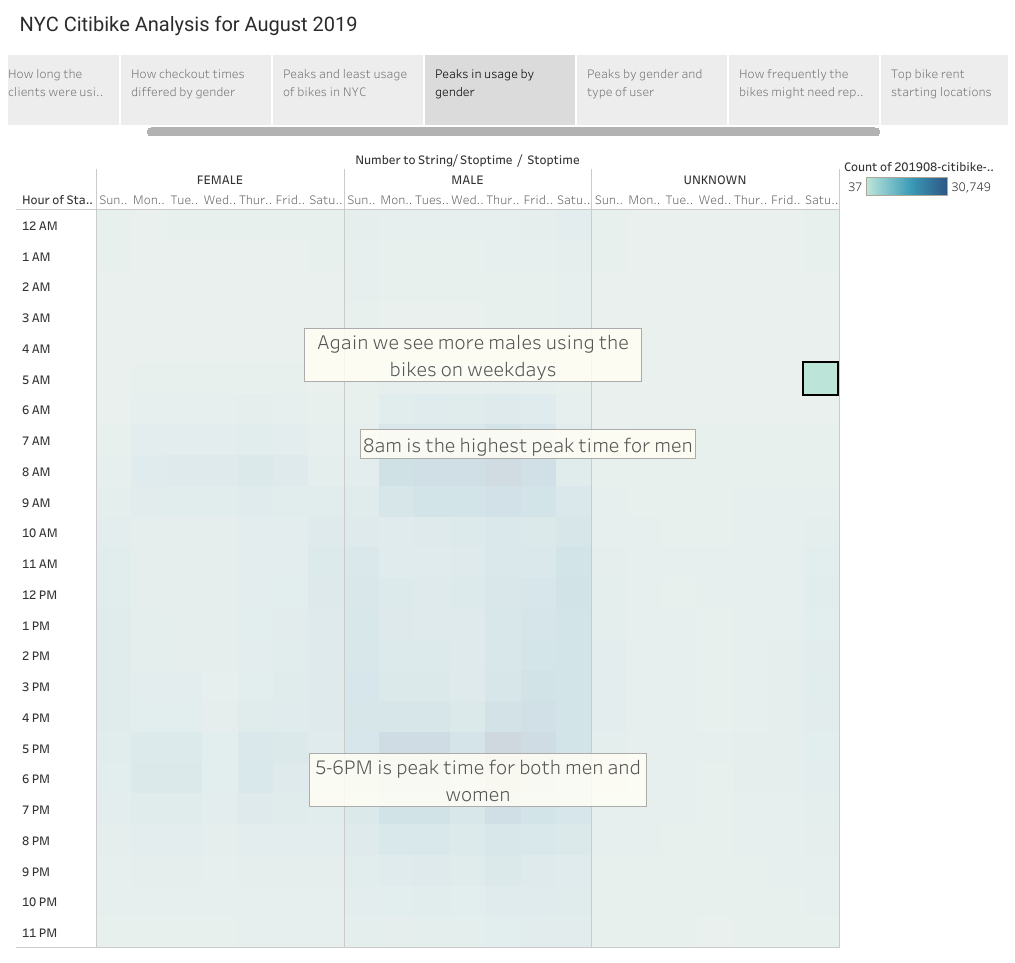 NYC Citibike Analysis for August 2019
How long the
clients were usi..
How checkout times
differed by gender
Peaks and least usage
of bikes in NYC
Peaks in usage by
gender
Peaks by gender and
type of user
How frequently the
bikes might need rep..
Top bike rent
starting locations
Number to String/ Stoptime / Stoptime
Count of 201908-citibike-..
37 30,749
FEMALE MALE UNKNOWN
Hour of Sta.. Sun.. Mon.. Tue.. Wed.. Thur.. Frid.. Satu.. Sun.. Mon.. Tues.. Wed.. Thur.. Frid.. Satu.. Sun.. Mon.. Tue.. Wed.. Thur.. Frid.. Satu..
12 AM
1 AM
2 AM
3 AM
Again we see more males using the
4 AM
bikes on weekdays
5 AM
6 AM
7 AM
8am is the highest peak time for men
8 AM
9 AM
10 AM
11 AM
12 PM
1 PM
2 PM
3 PM
4 PM
5 PM
5-6PM is peak time for both men and
6 PM
women
7 PM
8 PM
9 PM
10 PM
11 PM